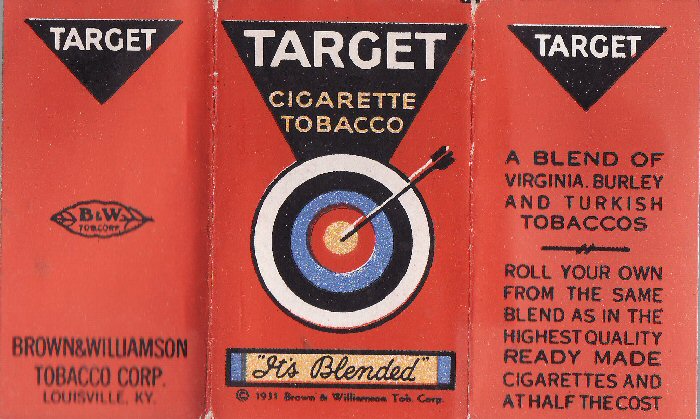 TARGET
B&W
TOB.CORP.
BROWN&WILLIAMSON
TOBACCO CORP.
LOUISVILLE, KY.
TARGET
CIGARETTE
TOBACCO
"It's Blended"
© 1931 Brown & Williamson Tob. Corp.
TARGET
A BLEND OF
VIRGINIA, BURLEY
AND TURKISH
TOBACCOS
ROLL YOUR OWN
FROM THE SAME
BLEND AS IN THE
HIGHEST QUALITY
READY MADE
CIGARETTES AND
AT HALF THE COST